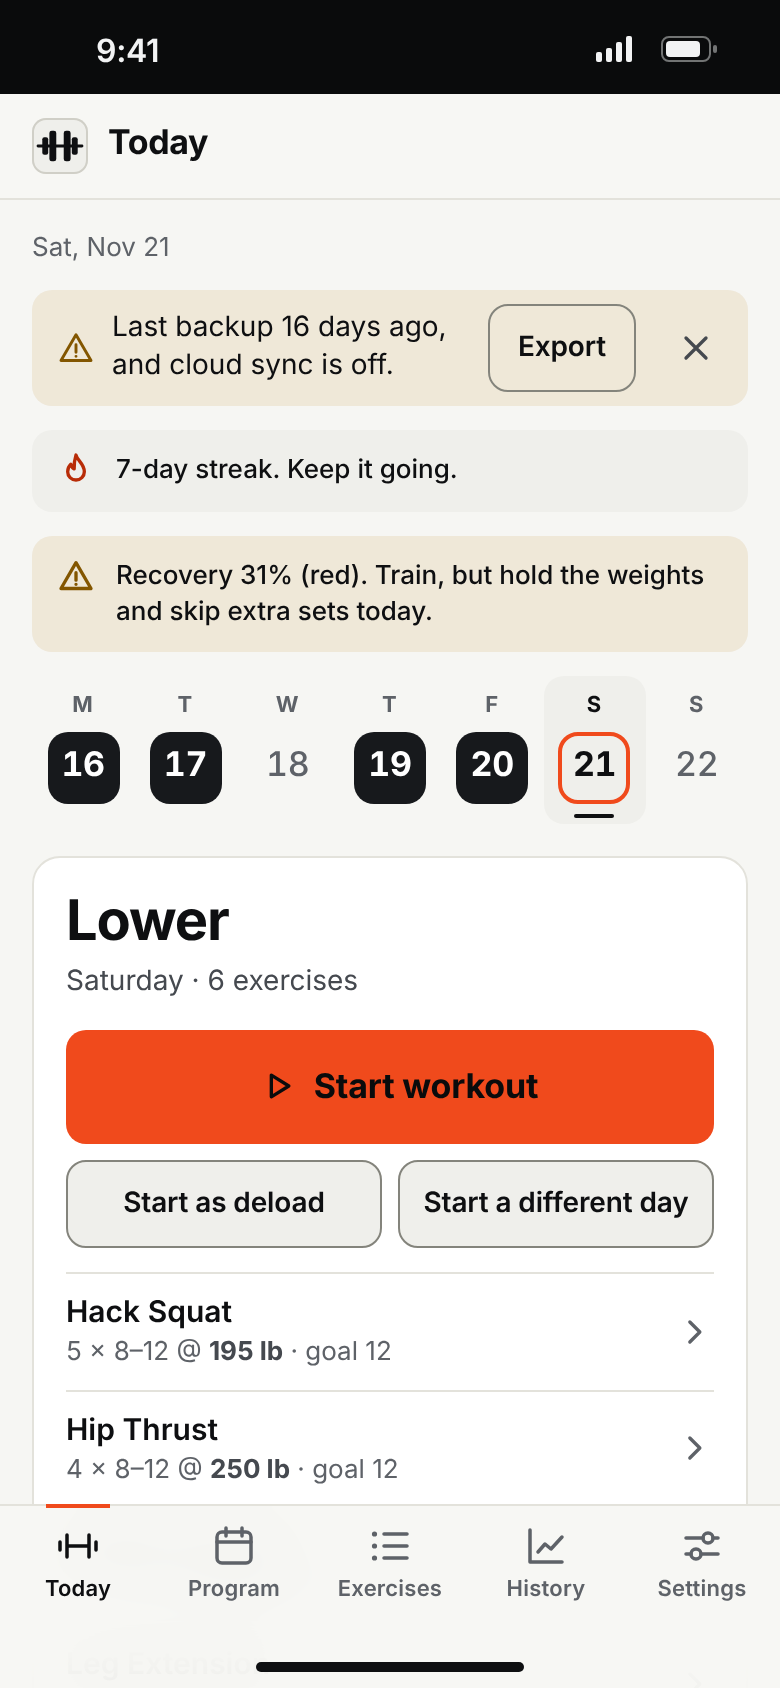 9:41
Today
Sat, Nov 21
Last backup 16 days ago,
and cloud sync is off.
Export
7-day streak. Keep it going.
Recovery 31% (red). Train, but hold the weights
and skip extra sets today.
M T W T F S S
16 17 18 19 20 21 22
Lower
Saturday · 6 exercises
Start workout
Start as deload
Start a different day
Hack Squat
5 × 8–12 @ 195 lb · goal 12
Hip Thrust
4 × 8–12 @ 250 lb · goal 12
Today Program Exercises History Settings
Leg Extensio